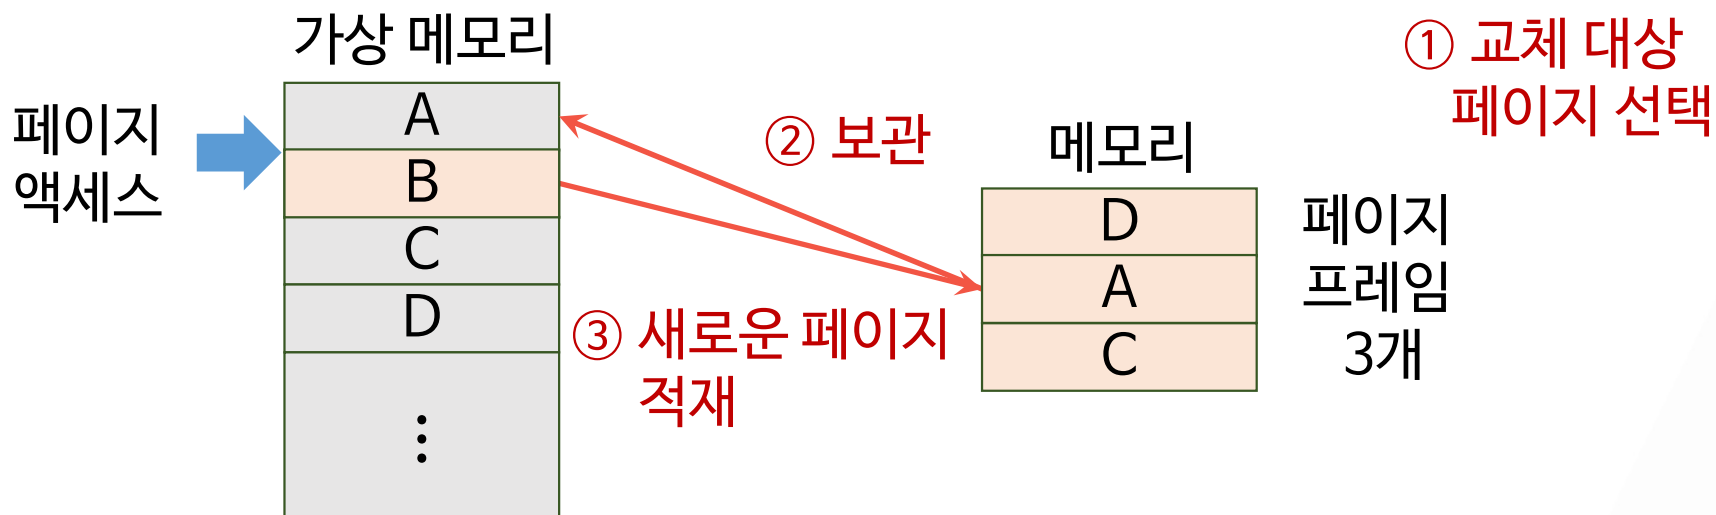 가상 메모리
페이지
액세스
A
B
C
D
⋮
② 보관
③ 새로운 페이지
적재
① 교체 대상
페이지 선택
메모리
D
A
C
페이지
프레임
3개